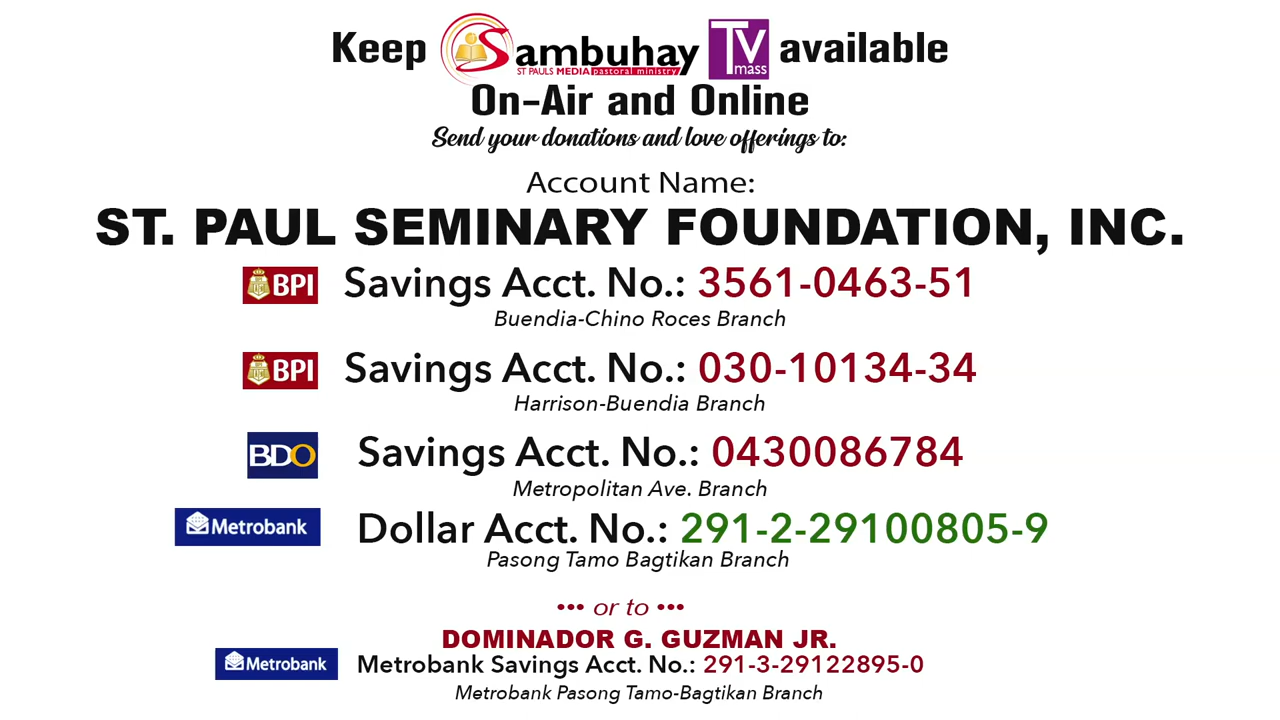 Keep Sambuhay TV mass available
ST PAULS MEDIA pastoral ministry
On-Air and Online
Send your donations and love offerings to:
Account Name:
ST. PAUL SEMINARY FOUNDATION, INC.
BPI Savings Acct. No.: 3561-0463-51
Buendia-Chino Roces Branch
BPI Savings Acct. No.: 030-10134-34
Harrison-Buendia Branch
BDO Savings Acct. No.: 0430086784
Metropolitan Ave. Branch
Metrobank Dollar Acct. No.: 291-2-29100805-9
Pasong Tamo Bagtikan Branch
••• or to •••
DOMINADOR G. GUZMAN JR.
Metrobank Metrobank Savings Acct. No.: 291-3-29122895-0
Metrobank Pasong Tamo-Bagtikan Branch